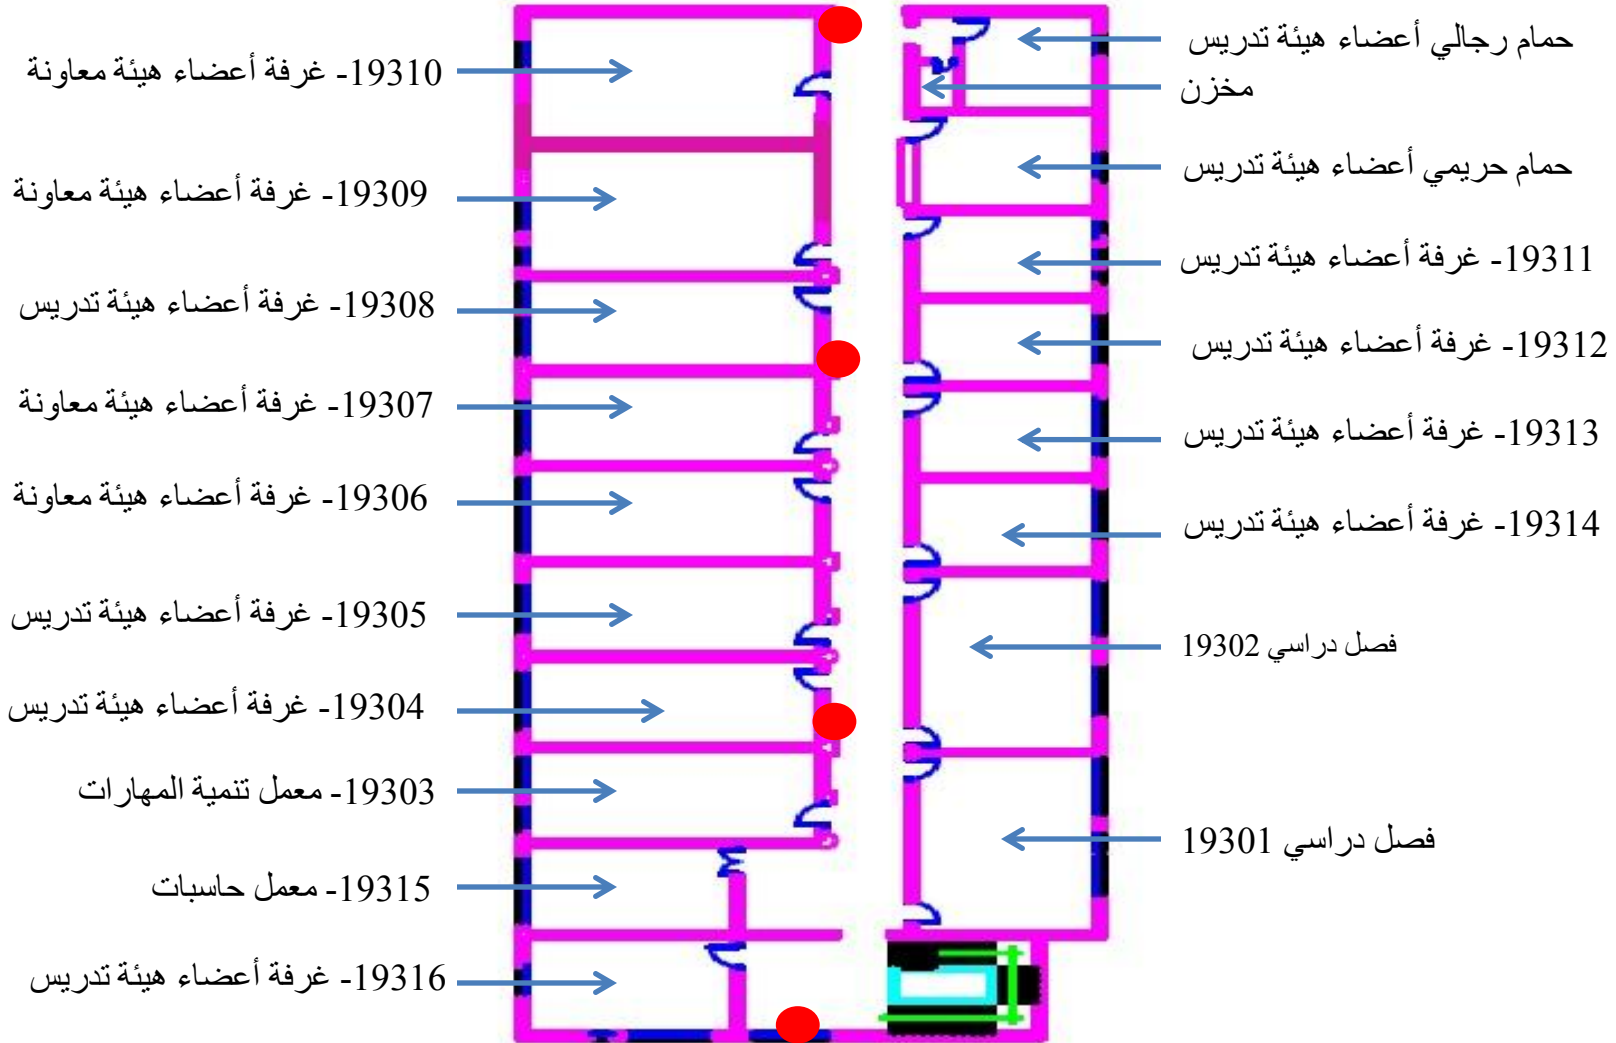 حمام رجالي أعضاء هيئة تدريس
مخزن
حمام حريمي أعضاء هيئة تدريس
19311- غرفة أعضاء هيئة تدريس
19312- غرفة أعضاء هيئة تدريس
19313- غرفة أعضاء هيئة تدريس
19314- غرفة أعضاء هيئة تدريس
فصل دراسي 19302
فصل دراسي 19301
19310- غرفة أعضاء هيئة معاونة
19309- غرفة أعضاء هيئة معاونة
19308- غرفة أعضاء هيئة تدريس
19307- غرفة أعضاء هيئة معاونة
19306- غرفة أعضاء هيئة معاونة
19305- غرفة أعضاء هيئة تدريس
19304- غرفة أعضاء هيئة تدريس
19303- معمل تنمية المهارات
19315- معمل حاسبات
19316- غرفة أعضاء هيئة تدريس